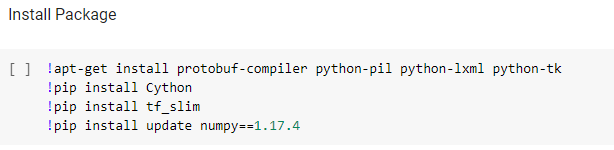 Install Package
[ ] !apt-get install protobuf-compiler python-pil python-lxml python-tk
!pip install Cython
!pip install tf_slim
!pip install update numpy==1.17.4